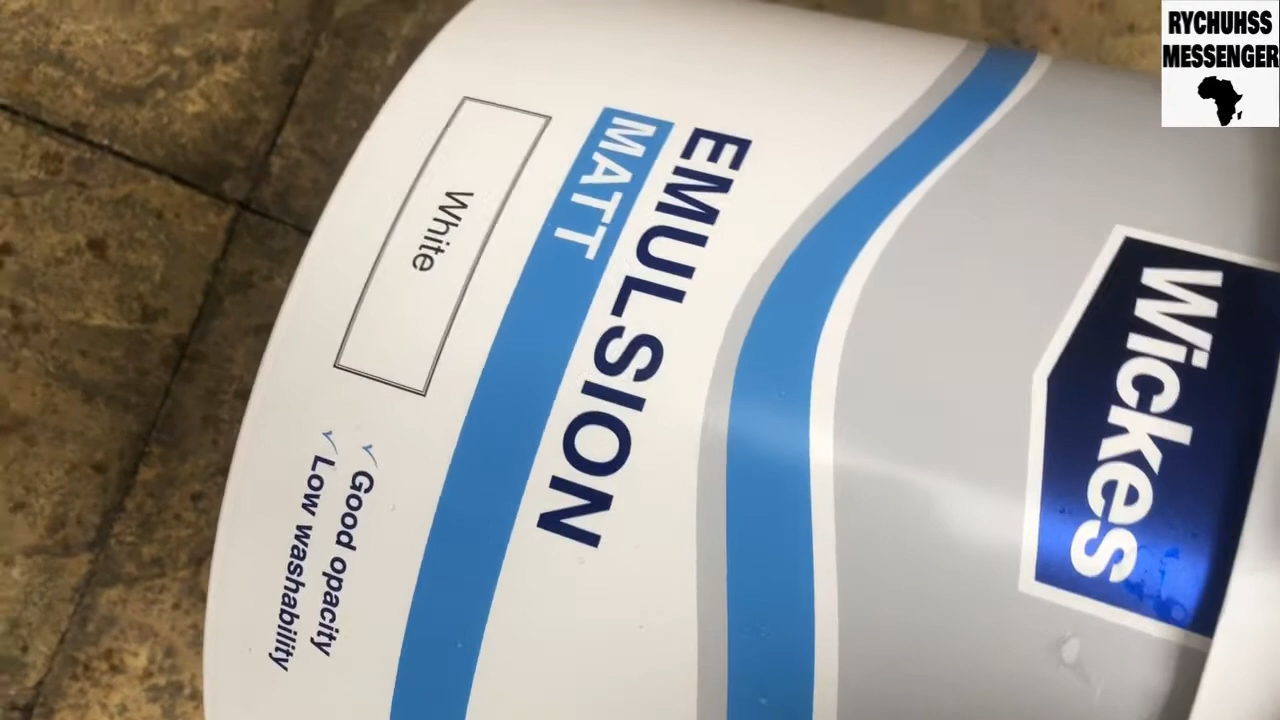 RYCHUHSS
MESSENGER
Wickes
EMULSION
MATT
White
✓ Good opacity
✓ Low washability